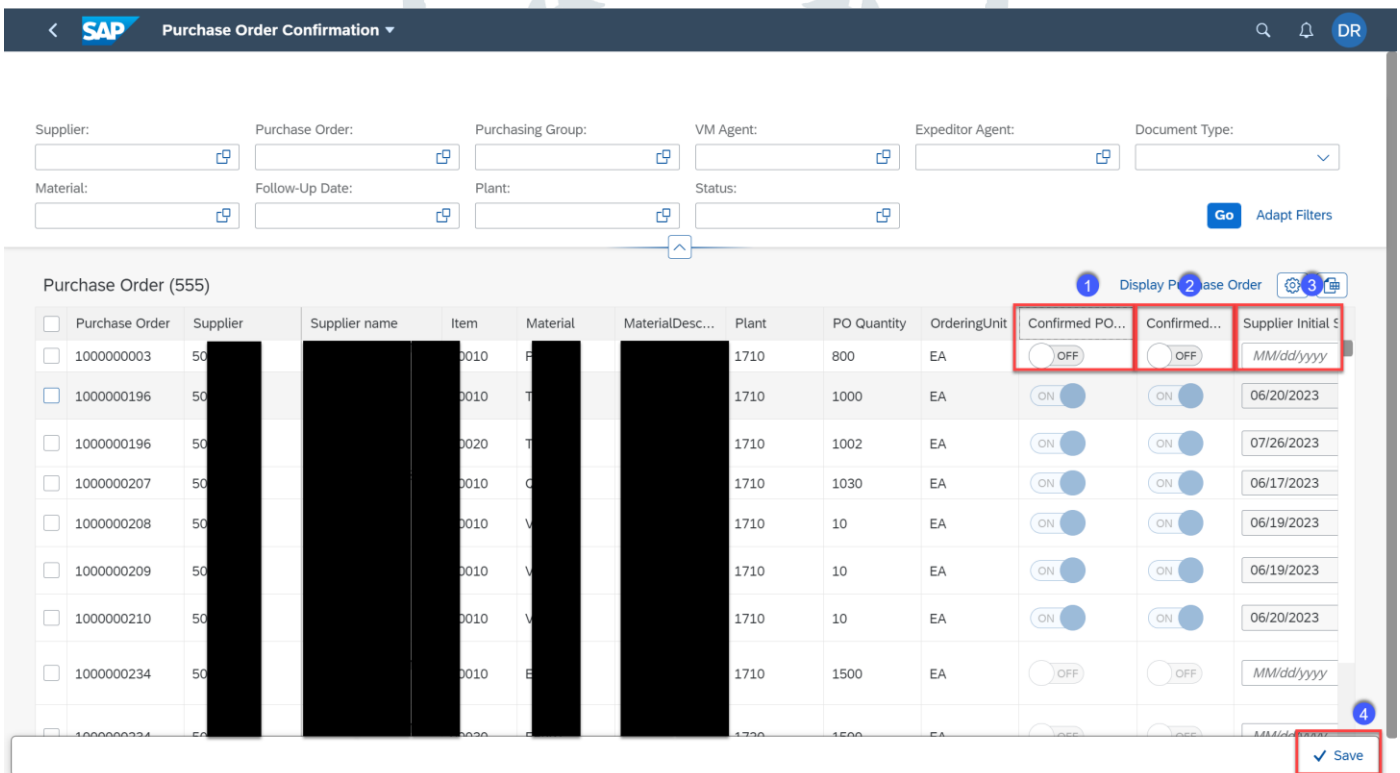 SAP Purchase Order Confirmation DR
Supplier: Purchase Order: Purchasing Group: VM Agent: Expeditor Agent: Document Type:
Material: Follow-Up Date: Plant: Status:
Go Adapt Filters
Purchase Order (555) 1 Display Purchase Order 2 3
Purchase Order Supplier Supplier name Item Material MaterialDesc... Plant PO Quantity OrderingUnit Confirmed PO... Confirmed... Supplier Initial S
1000000003 50 0010 1710 800 EA OFF OFF MM/dd/yyyy
1000000196 50 0010 T 1710 1000 EA ON ON 06/20/2023
1000000196 50 0020 T 1710 1002 EA ON ON 07/26/2023
1000000207 50 0010 1710 1030 EA ON ON 06/17/2023
1000000208 50 0010 V 1710 10 EA ON ON 06/19/2023
1000000209 50 0010 V 1710 10 EA ON ON 06/19/2023
1000000210 50 0010 V 1710 10 EA ON ON 06/20/2023
1000000234 50 0010 E 1710 1500 EA OFF OFF MM/dd/yyyy
4
Save